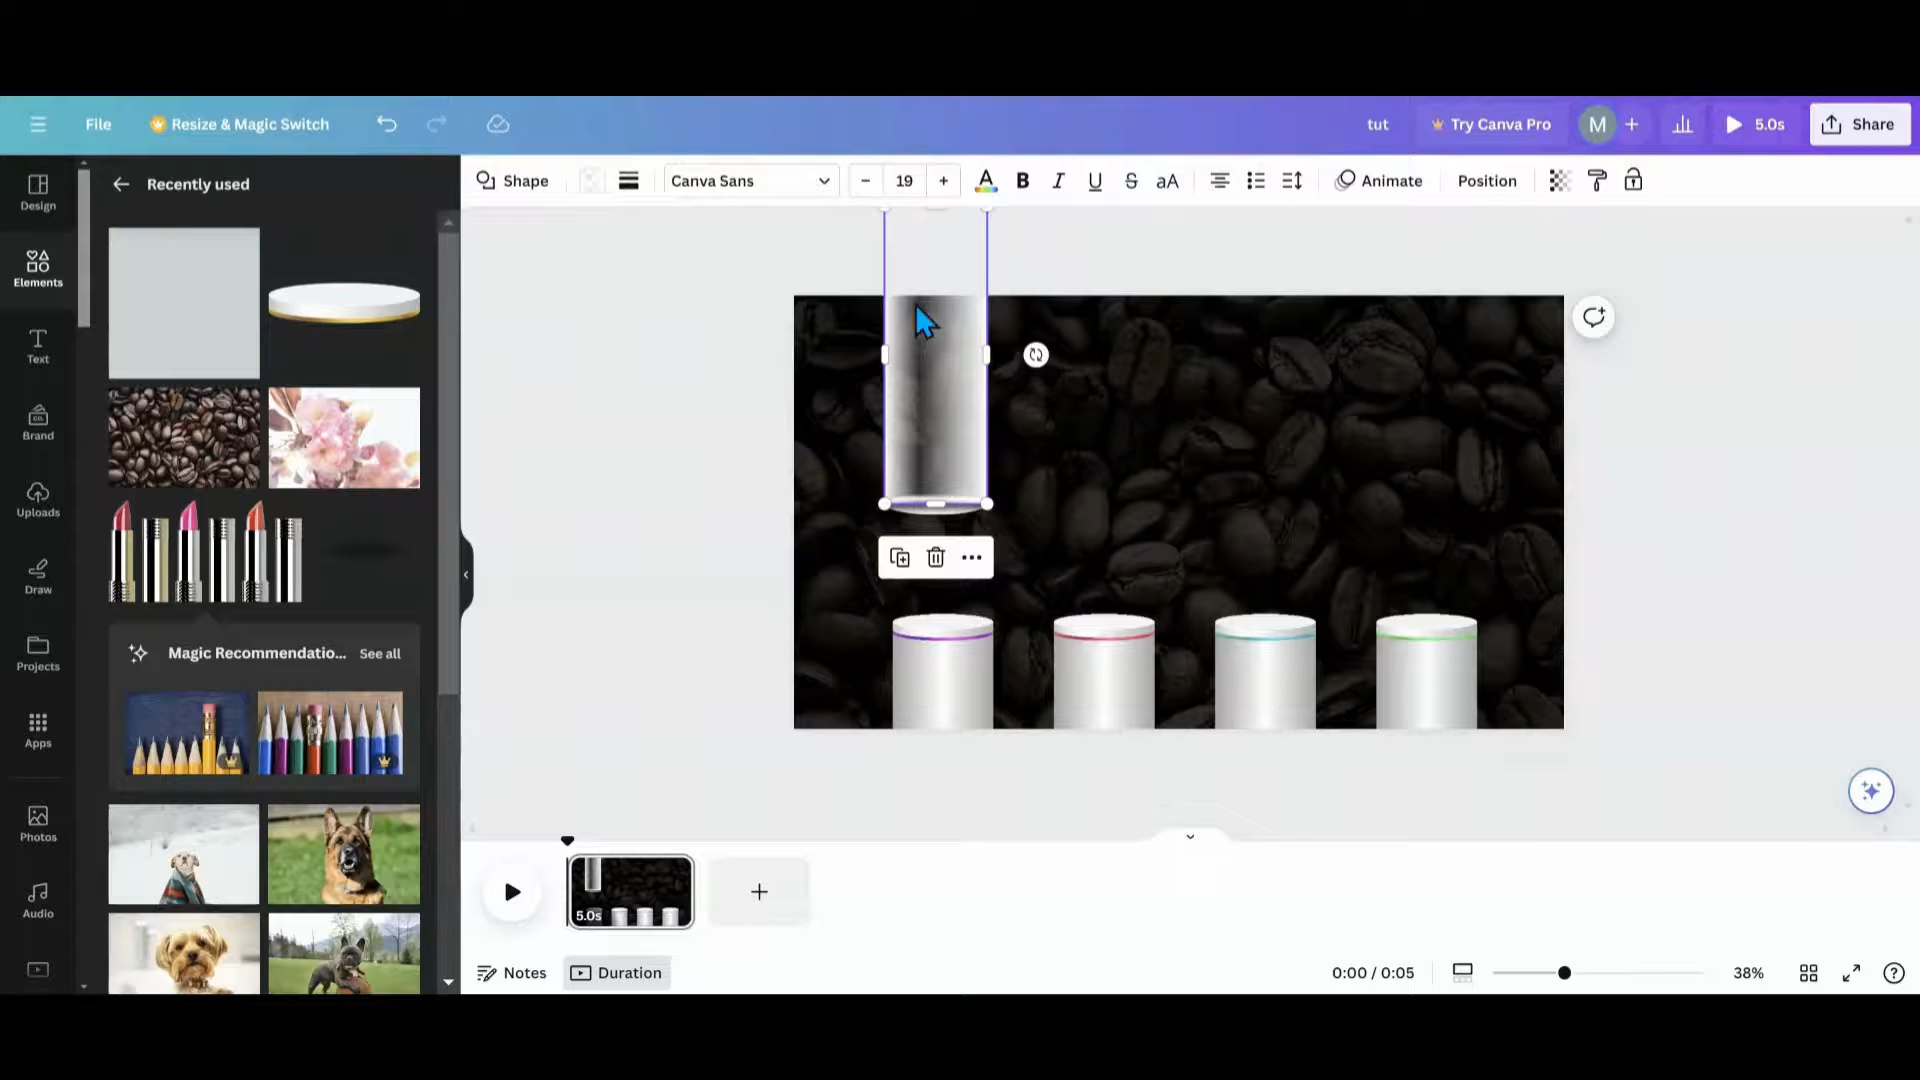 File
Resize & Magic Switch
tut
Try Canva Pro
M
5.0s
Share
Design
Elements
Text
Brand
Uploads
Draw
Projects
Apps
Photos
Audio
Recently used
Magic Recommendatio...
See all
Shape
Canva Sans
19
A
B
I
U
S
aA
Animate
Position
5.0s
Notes
Duration
0:00 / 0:05
38%